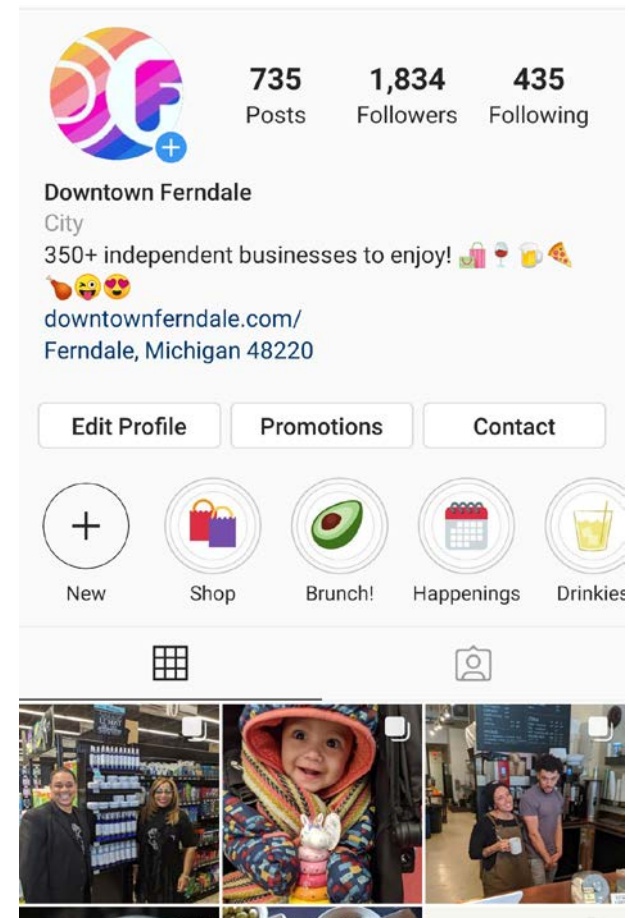 DF
735 1,834 435
Posts Followers Following
Downtown Ferndale
City
350+ independent businesses to enjoy! 🛍️🍷🍺🍕
🍗😜😍
downtownferndale.com/
Ferndale, Michigan 48220
Edit Profile Promotions Contact
New Shop Brunch! Happenings Drinkies